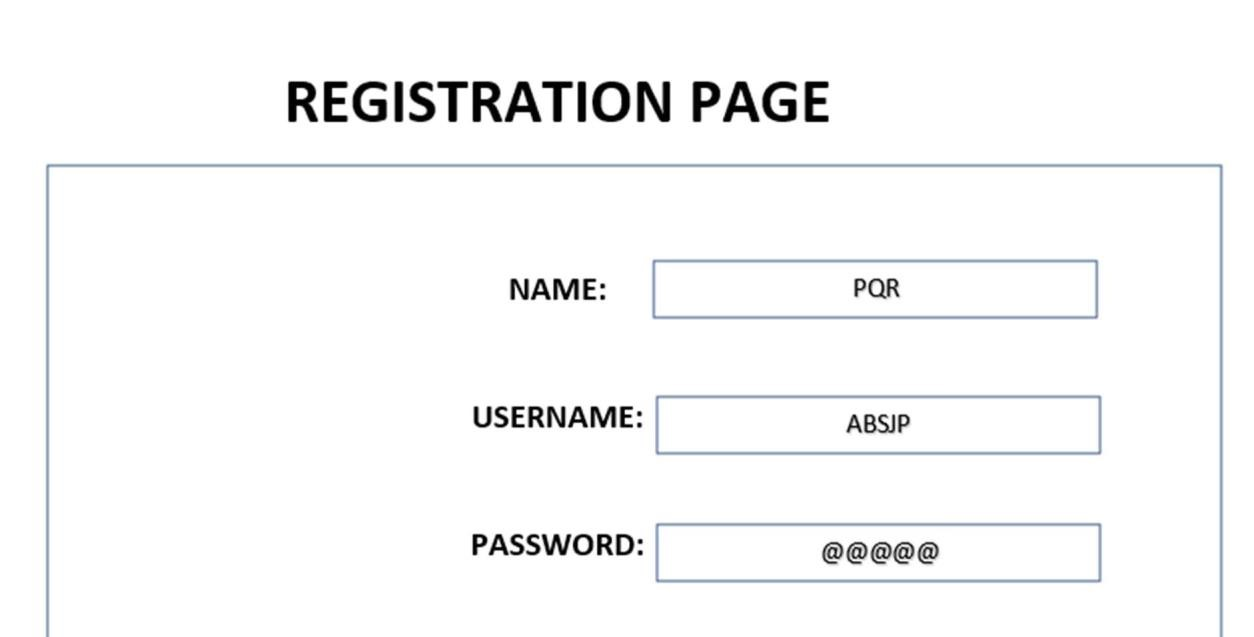 REGISTRATION PAGE
NAME: PQR
USERNAME: ABSJP
PASSWORD: @@@@@